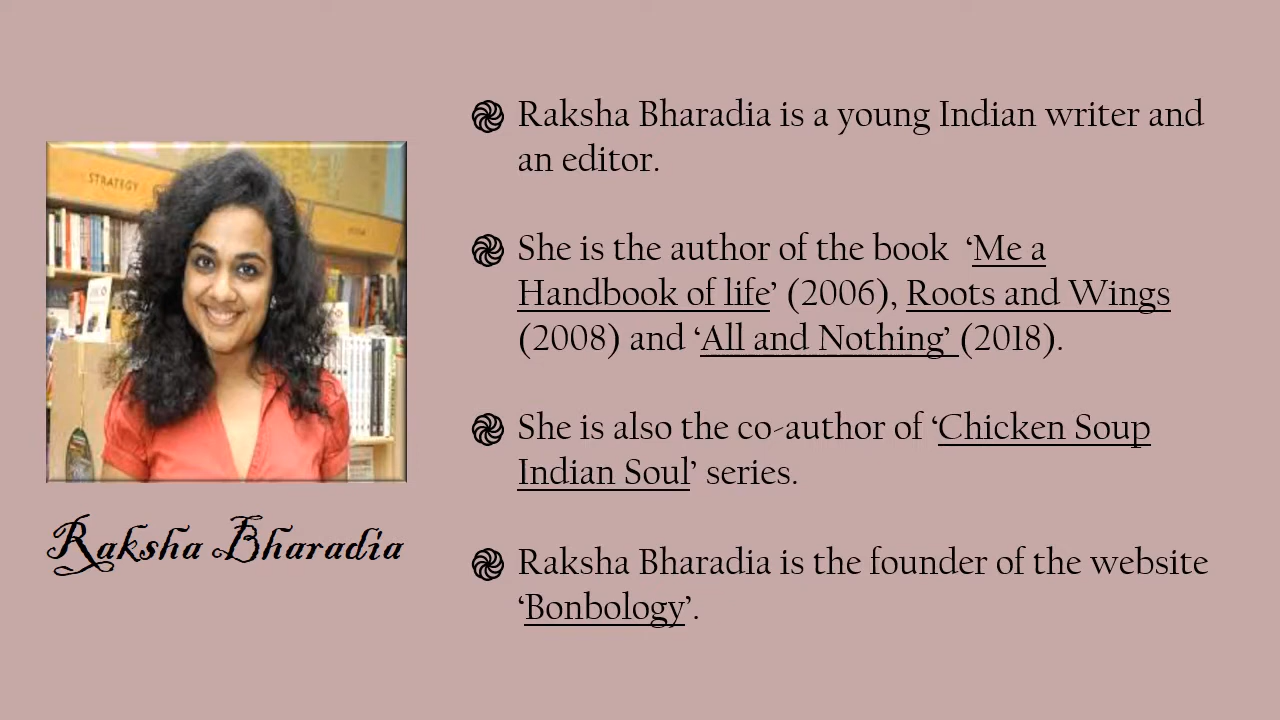 STRATEGY
Raksha Bharadia
Raksha Bharadia is a young Indian writer and
an editor.
She is the author of the book ‘Me a
Handbook of life’ (2006), Roots and Wings
(2008) and ‘All and Nothing’ (2018).
She is also the co-author of ‘Chicken Soup
Indian Soul’ series.
Raksha Bharadia is the founder of the website
‘Bonbology’.